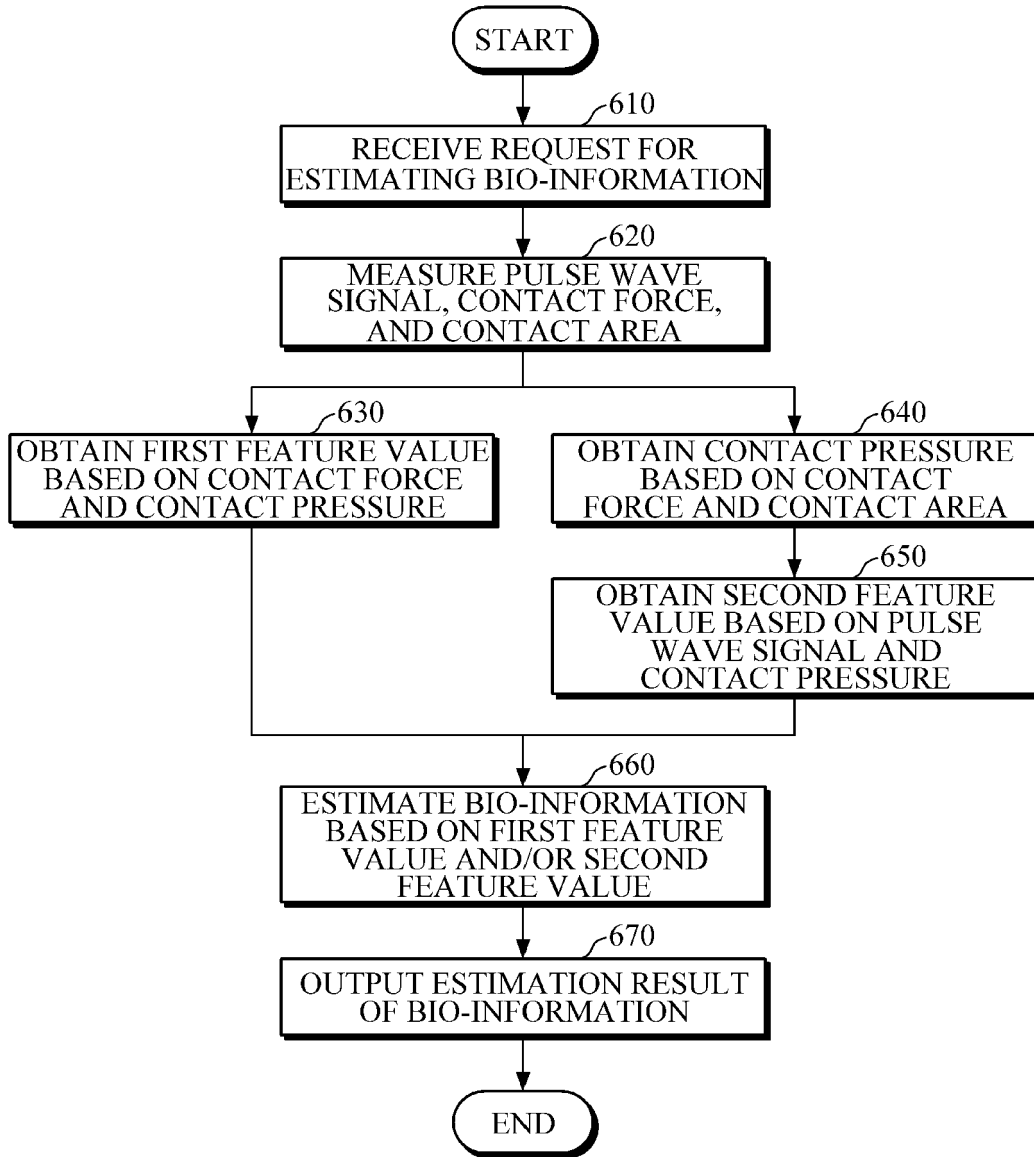 START
610
RECEIVE REQUEST FOR
ESTIMATING BIO-INFORMATION
620
MEASURE PULSE WAVE
SIGNAL, CONTACT FORCE,
AND CONTACT AREA
630
OBTAIN FIRST FEATURE VALUE
BASED ON CONTACT FORCE
AND CONTACT PRESSURE
640
OBTAIN CONTACT PRESSURE
BASED ON CONTACT
FORCE AND CONTACT AREA
650
OBTAIN SECOND FEATURE
VALUE BASED ON PULSE
WAVE SIGNAL AND
CONTACT PRESSURE
660
ESTIMATE BIO-INFORMATION
BASED ON FIRST FEATURE
VALUE AND/OR SECOND
FEATURE VALUE
670
OUTPUT ESTIMATION RESULT
OF BIO-INFORMATION
END